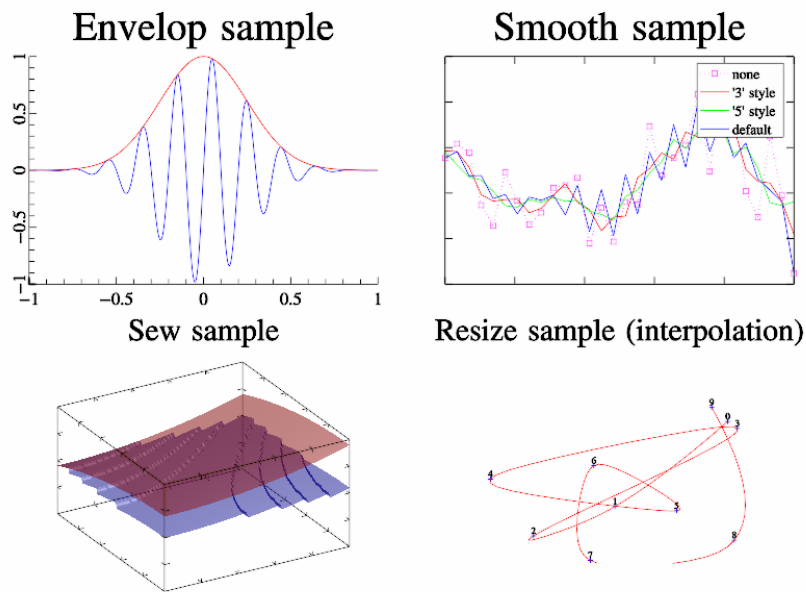 Envelop sample
Smooth sample
1
0.5
0
−0.5
−1
−1
−0.5
0
0.5
1
none
'3' style
'5' style
default
Sew sample
Resize sample (interpolation)
9
0
3
6
4
1
5
2
8
7